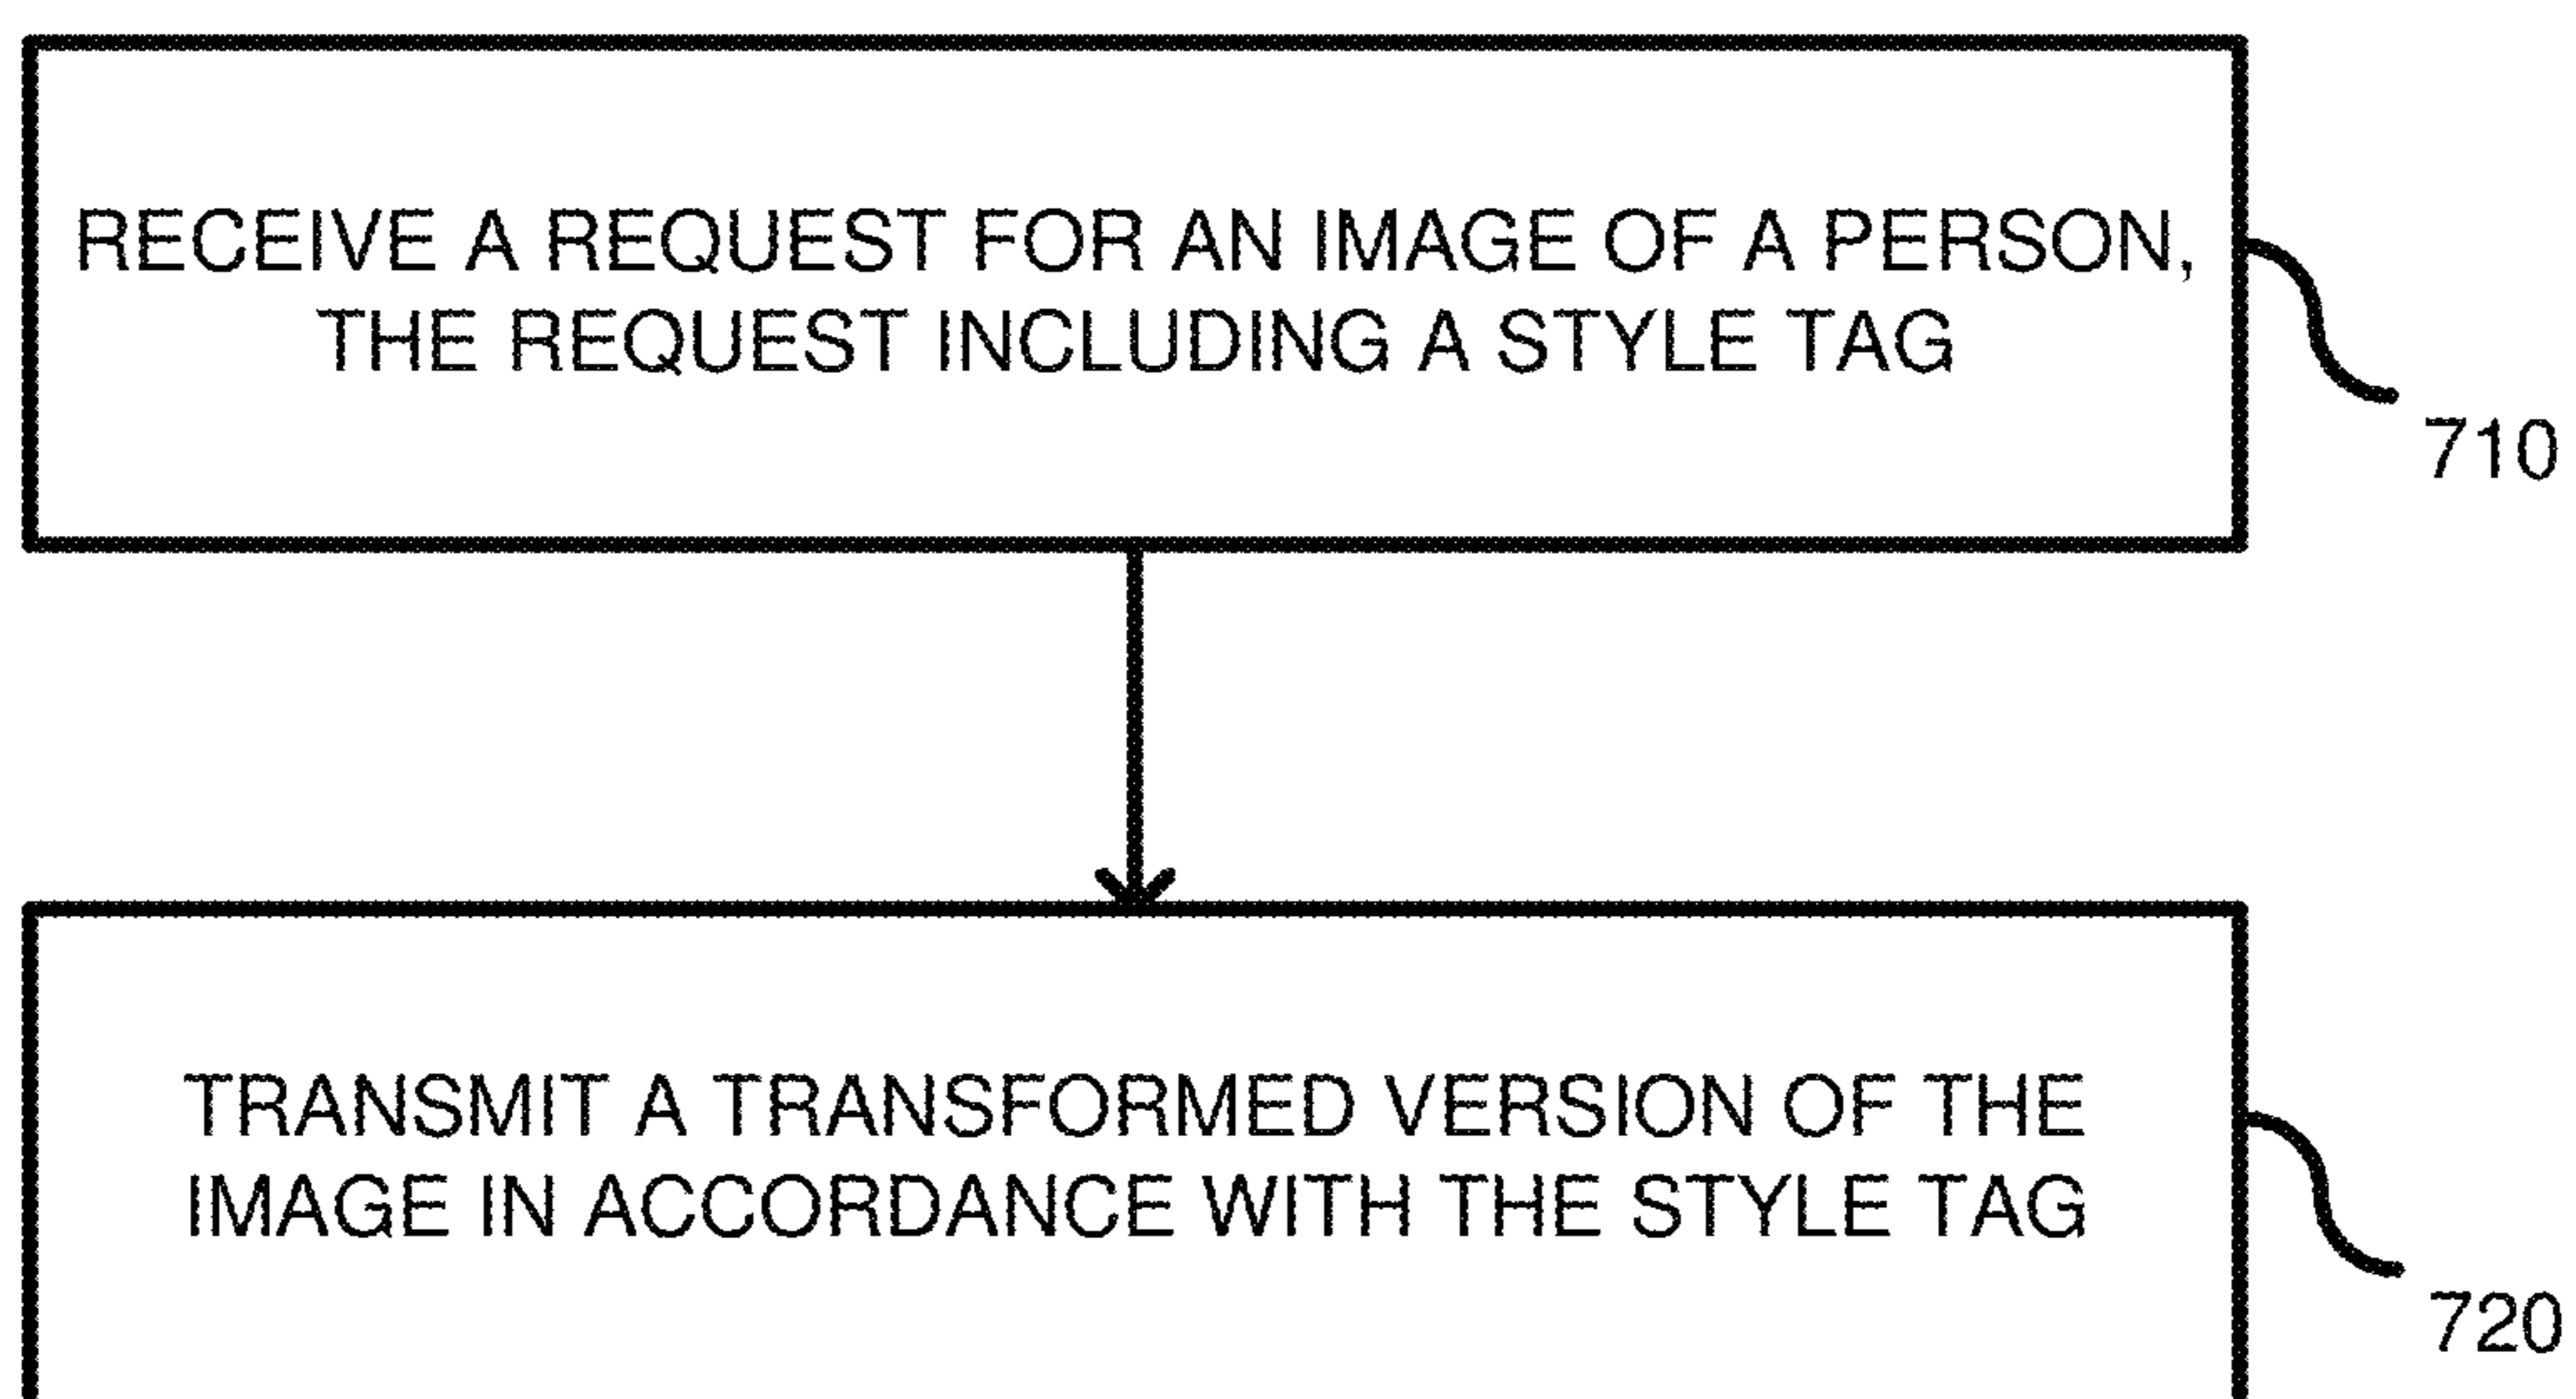 RECEIVE A REQUEST FOR AN IMAGE OF A PERSON,
THE REQUEST INCLUDING A STYLE TAG
710
TRANSMIT A TRANSFORMED VERSION OF THE
IMAGE IN ACCORDANCE WITH THE STYLE TAG
720